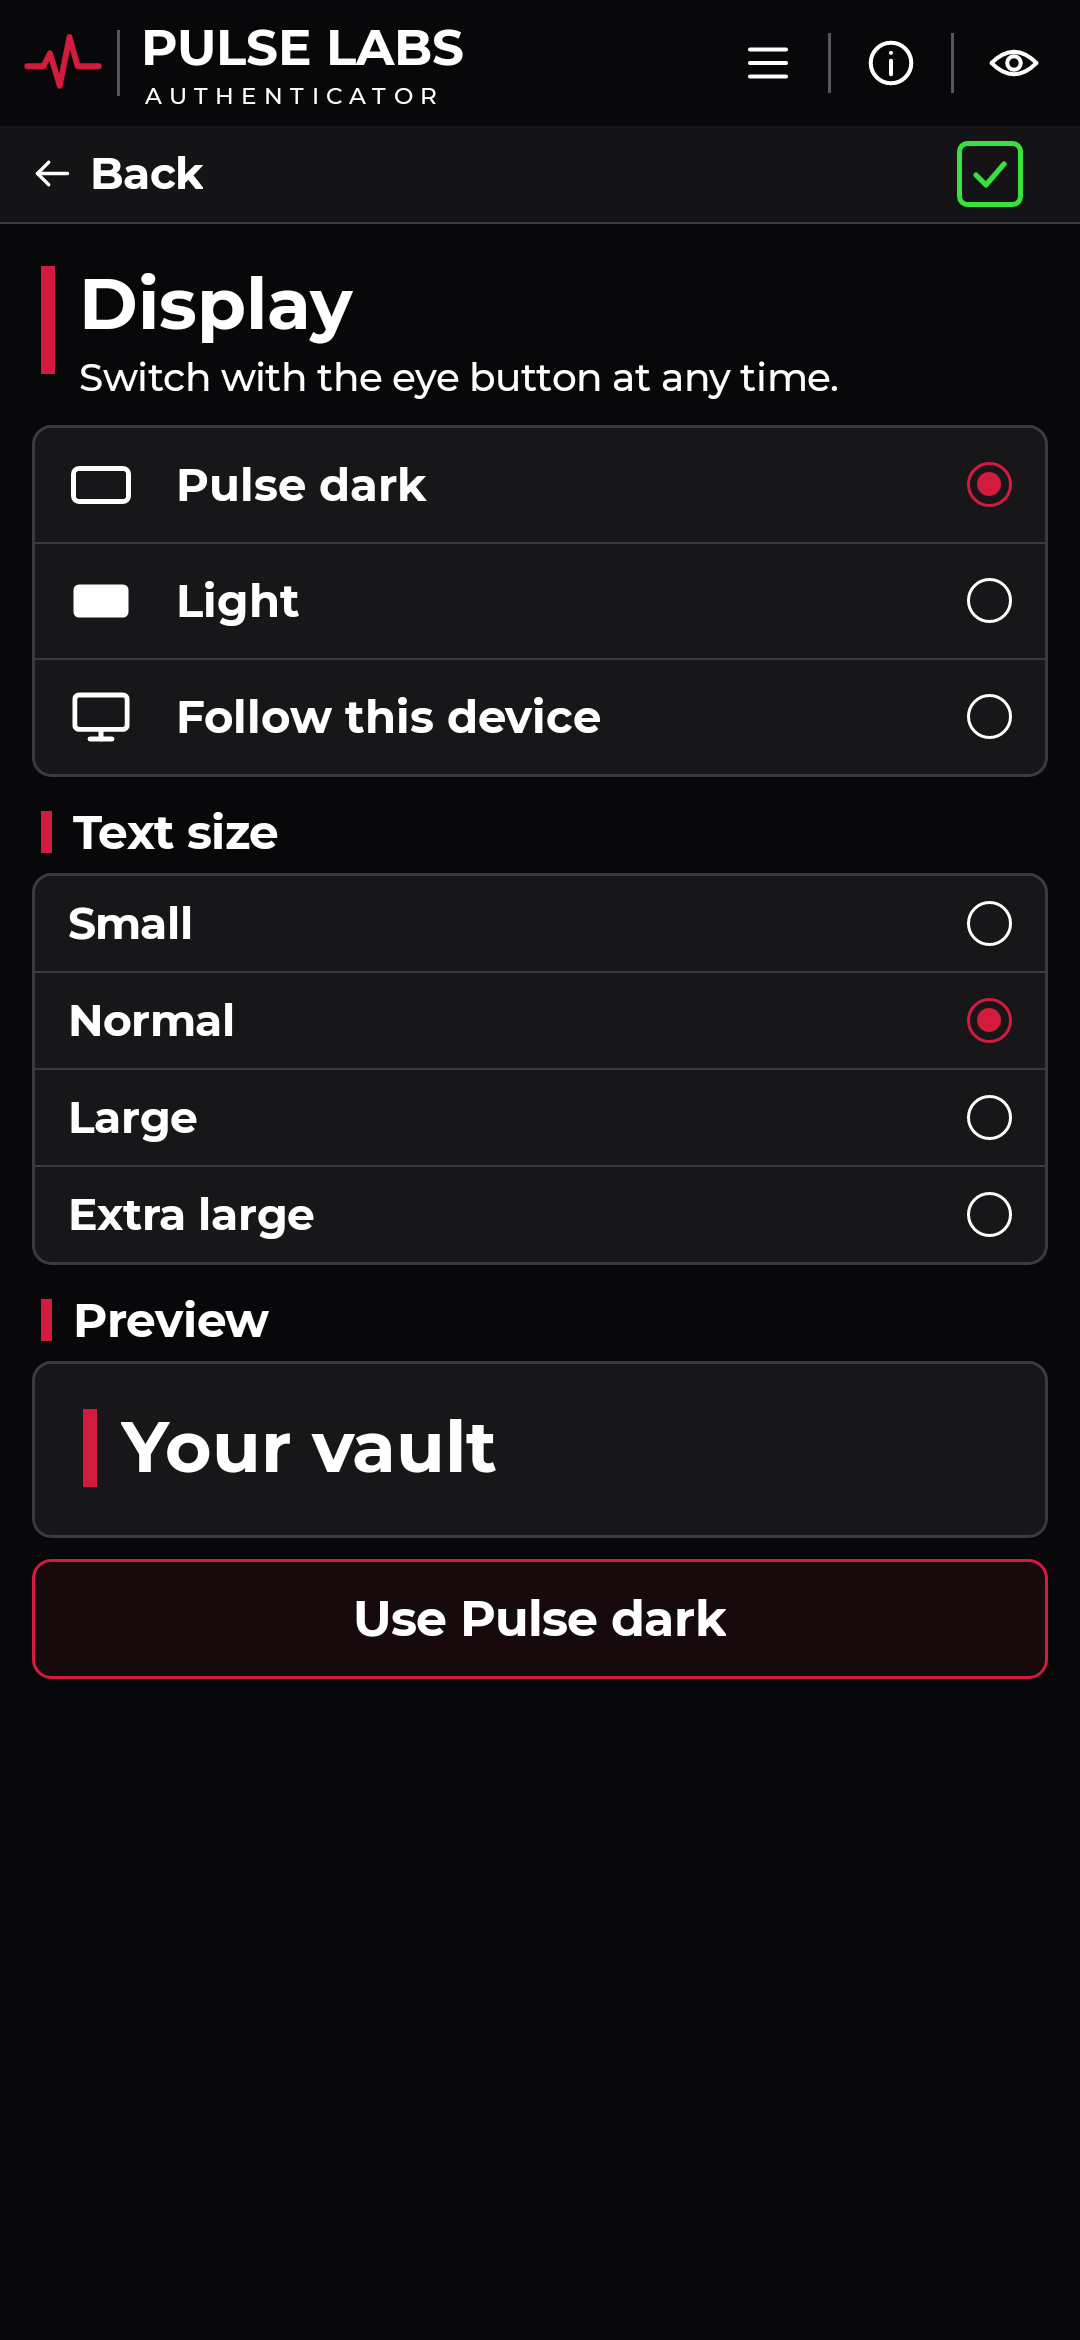 PULSE LABS
AUTHENTICATOR
Back
Display
Switch with the eye button at any time.
Pulse dark
Light
Follow this device
Text size
Small
Normal
Large
Extra large
Preview
Your vault
Use Pulse dark